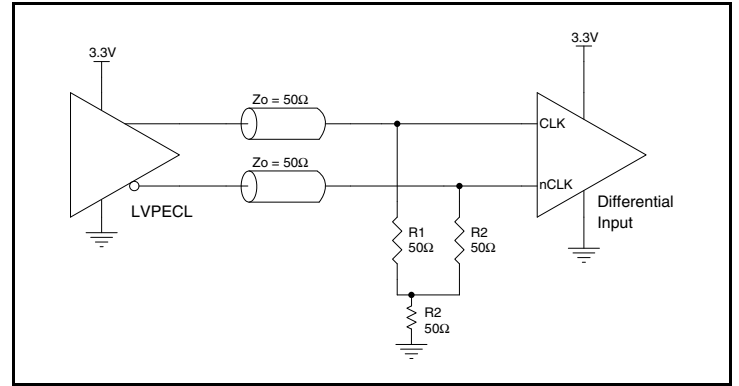 3.3V
3.3V
Zo = 50Ω
CLK
Zo = 50Ω
nCLK
LVPECL
Differential
Input
R1
50Ω
R2
50Ω
R2
50Ω